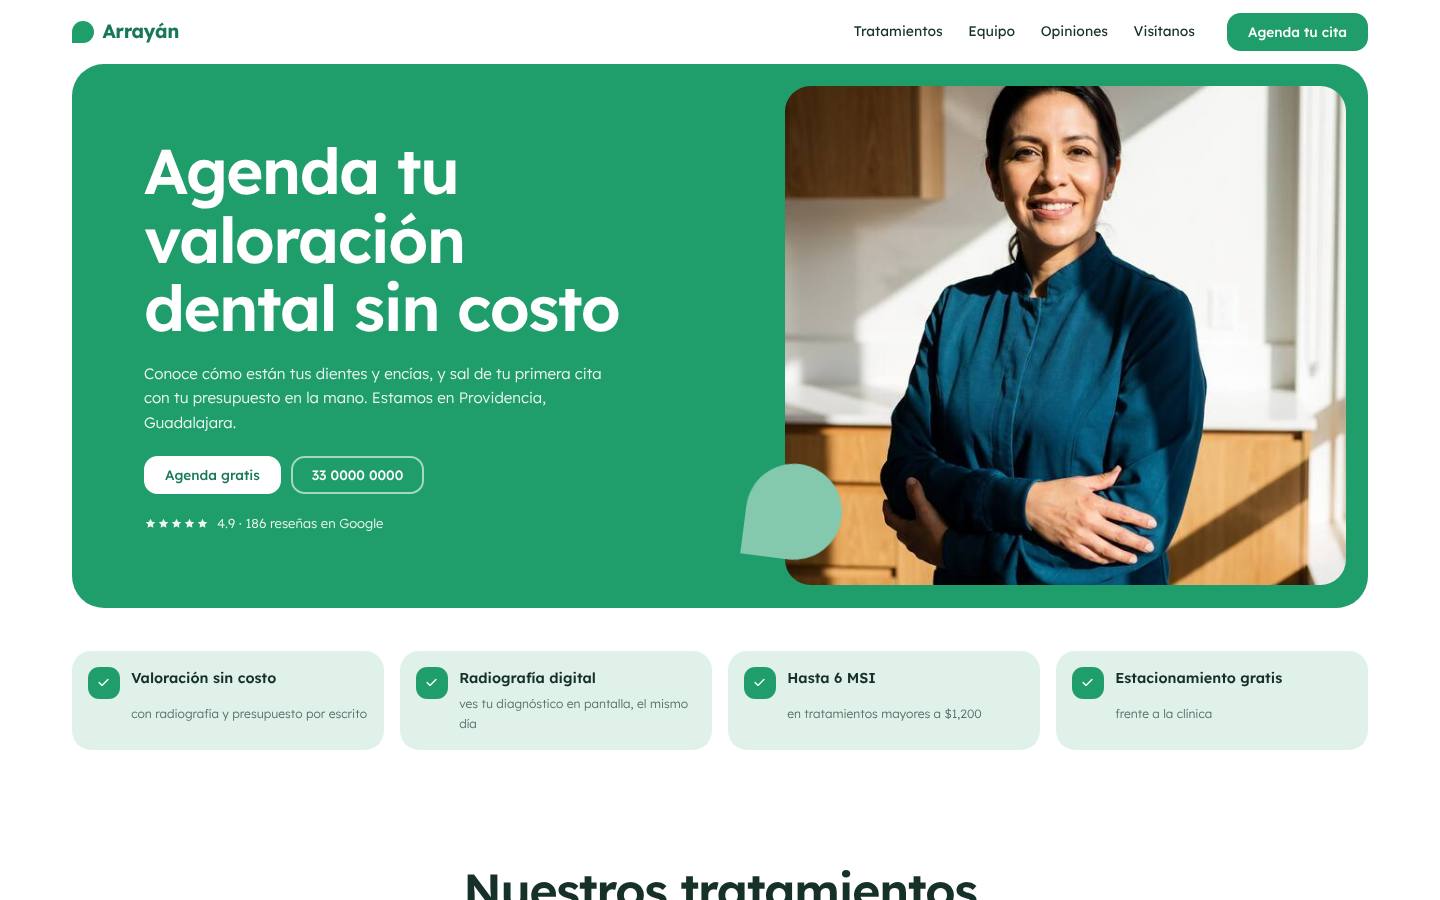 Arrayán
Tratamientos
Equipo
Opiniones
Visítanos
Agenda tu cita
Agenda tu
valoración
dental sin costo
Conoce cómo están tus dientes y encías, y sal de tu primera cita
con tu presupuesto en la mano. Estamos en Providencia,
Guadalajara.
Agenda gratis
33 0000 0000
★★★★★ 4.9 · 186 reseñas en Google
Valoración sin costo
con radiografía y presupuesto por escrito
Radiografía digital
ves tu diagnóstico en pantalla, el mismo
día
Hasta 6 MSI
en tratamientos mayores a $1,200
Estacionamiento gratis
frente a la clínica
Nuestros tratamientos